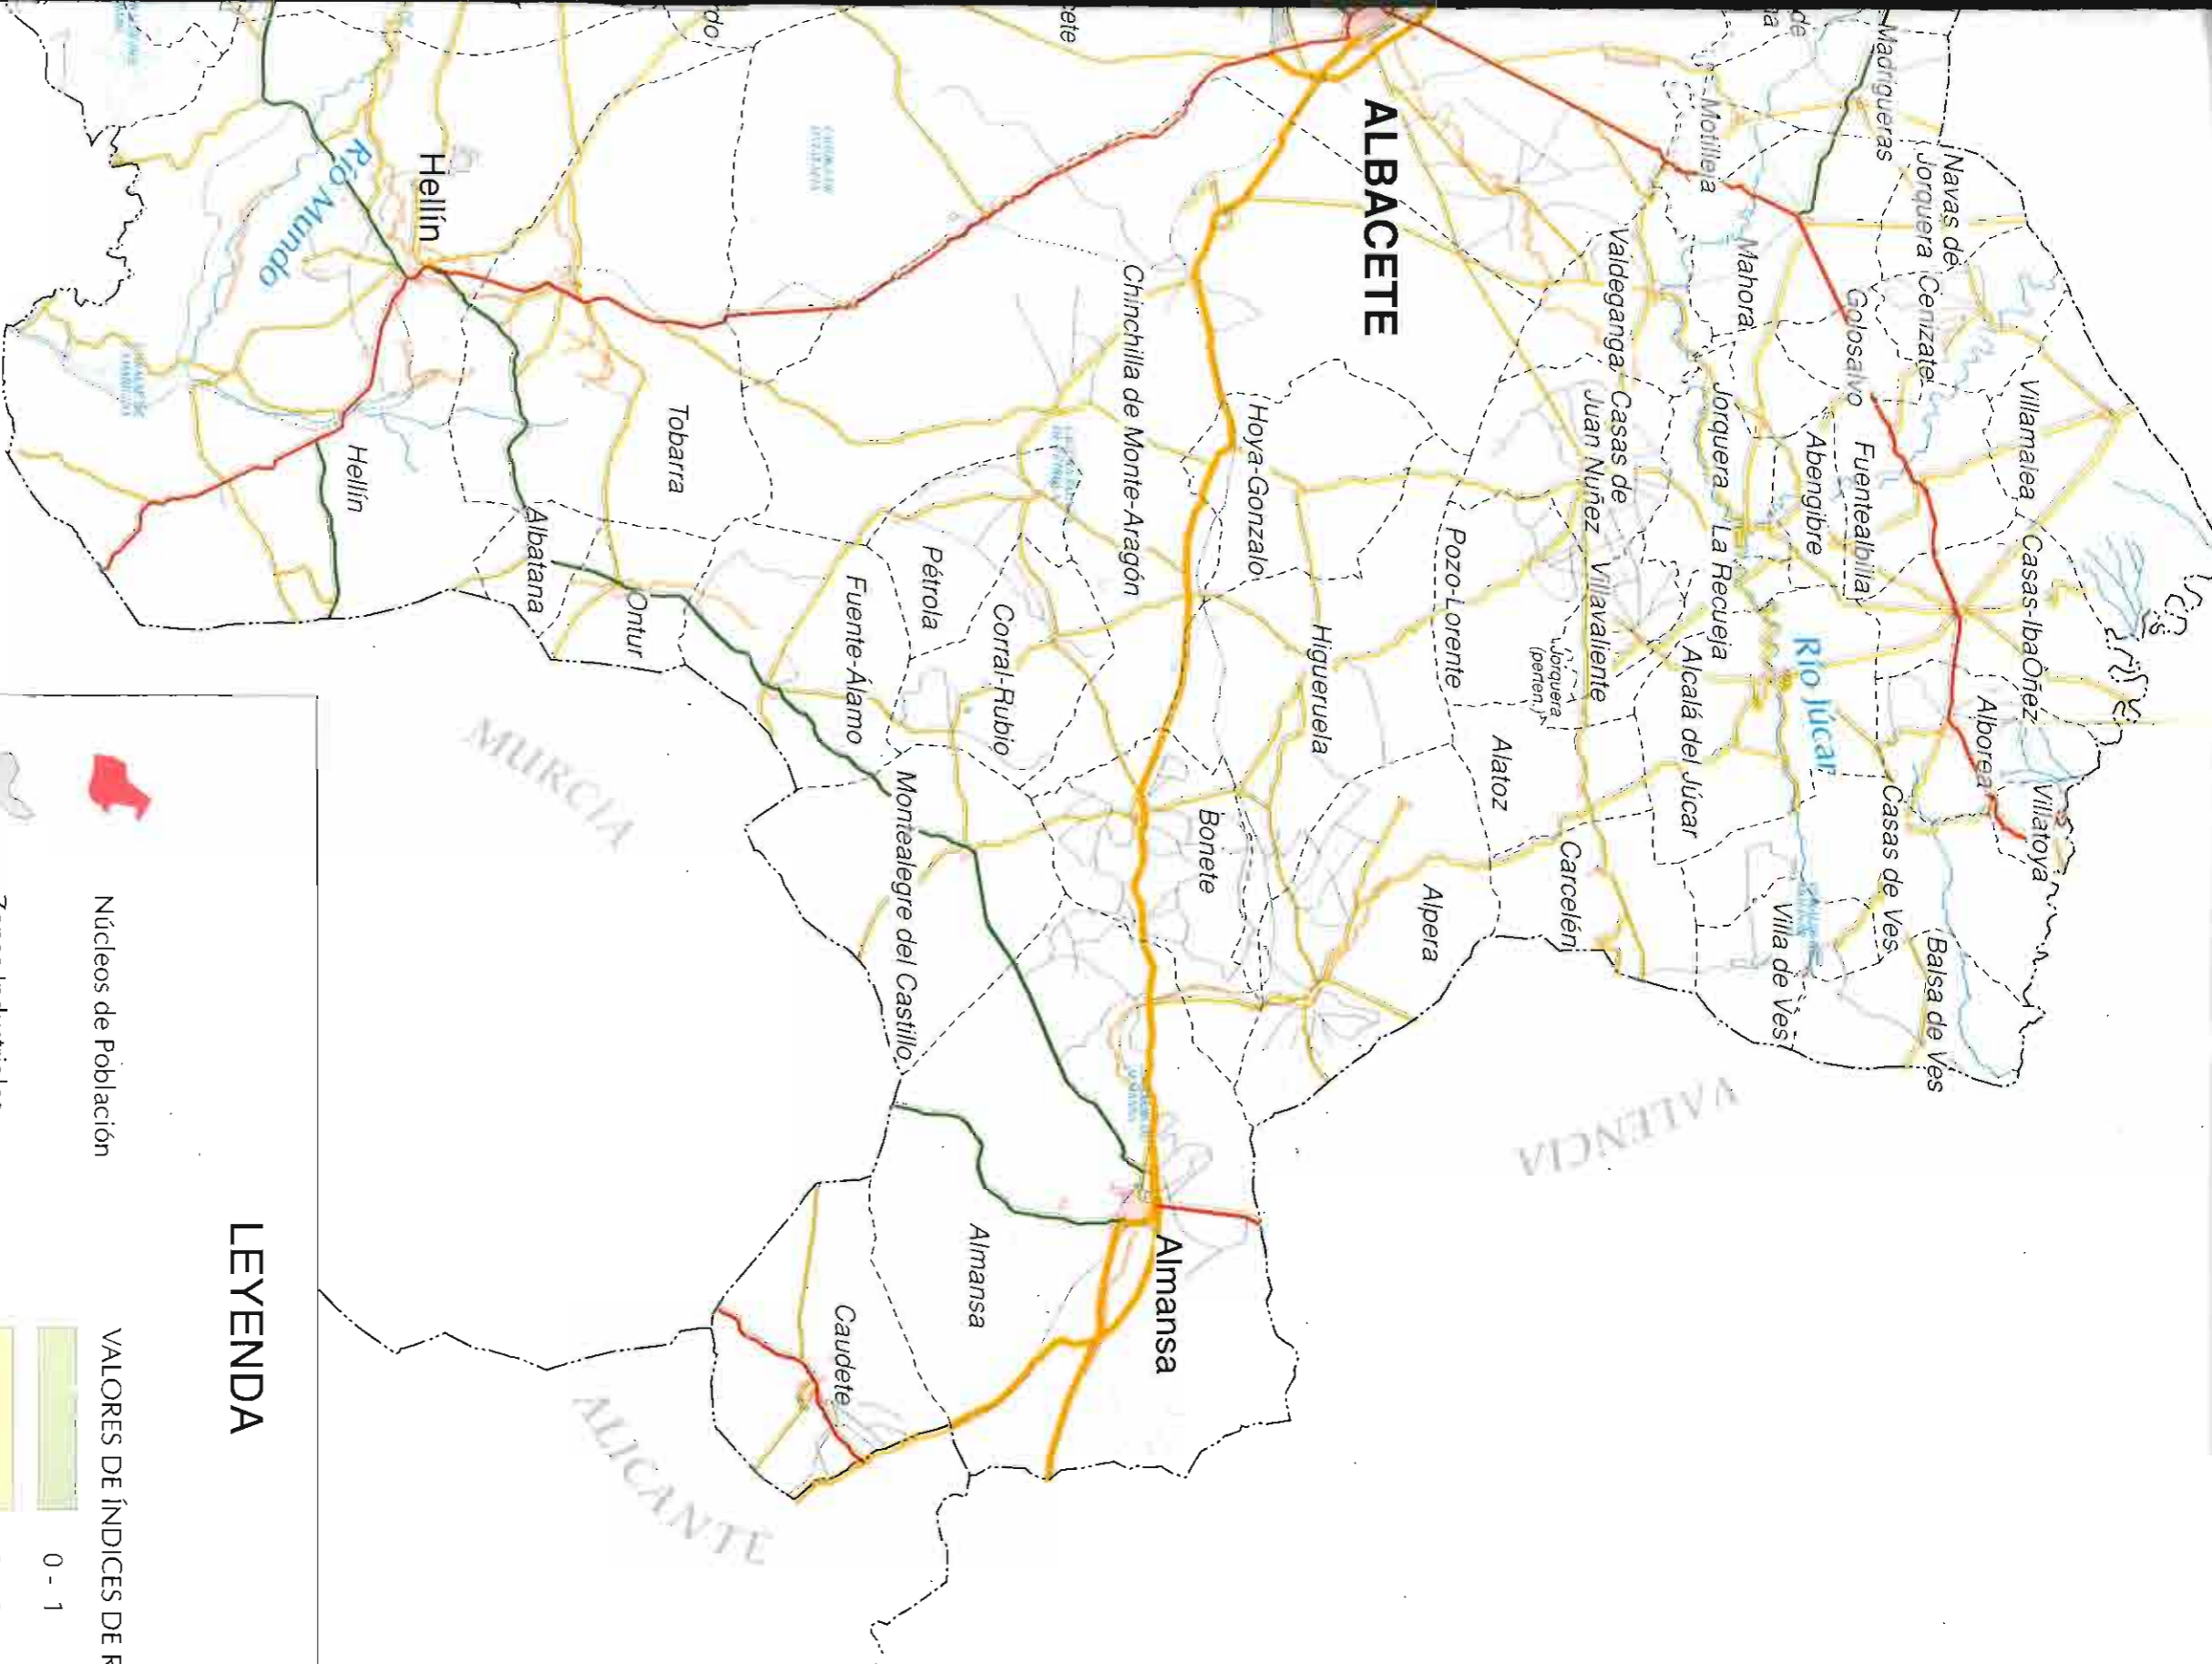 Madrigueras
Navas de
Jorquera
Cenizate
Villamalea
Casas-IbaÓñez
Villatoya
Motilleja
Mahora
Golosalvo
Fuentealbilla
Abengibre
Alborea
Río Júcar
Casas de Ves
Balsa de Ves
Villa de Ves
ALBACETE
Valdeganga
Casas de
Juan Nuñez
Jorquera
La Recueja
Villavaliente
Jorquera
(perten.)
Alcalá del Júcar
Carcelén
Pozo-Lorente
Alatoz
Alpera
VALENCIA
Chinchilla de Monte-Aragón
Hoya-Gonzalo
Higueruela
Bonete
Pétrola
Corral-Rubio
Fuente-Álamo
Montealegre del Castillo
Almansa
Almansa
Caudete
ALICANTE
MURCIA
Hellín
Río Mundo
Tobarra
Hellín
Albatana
Ontur
LEYENDA
Núcleos de Población
VALORES DE ÍNDICES DE
0 - 1